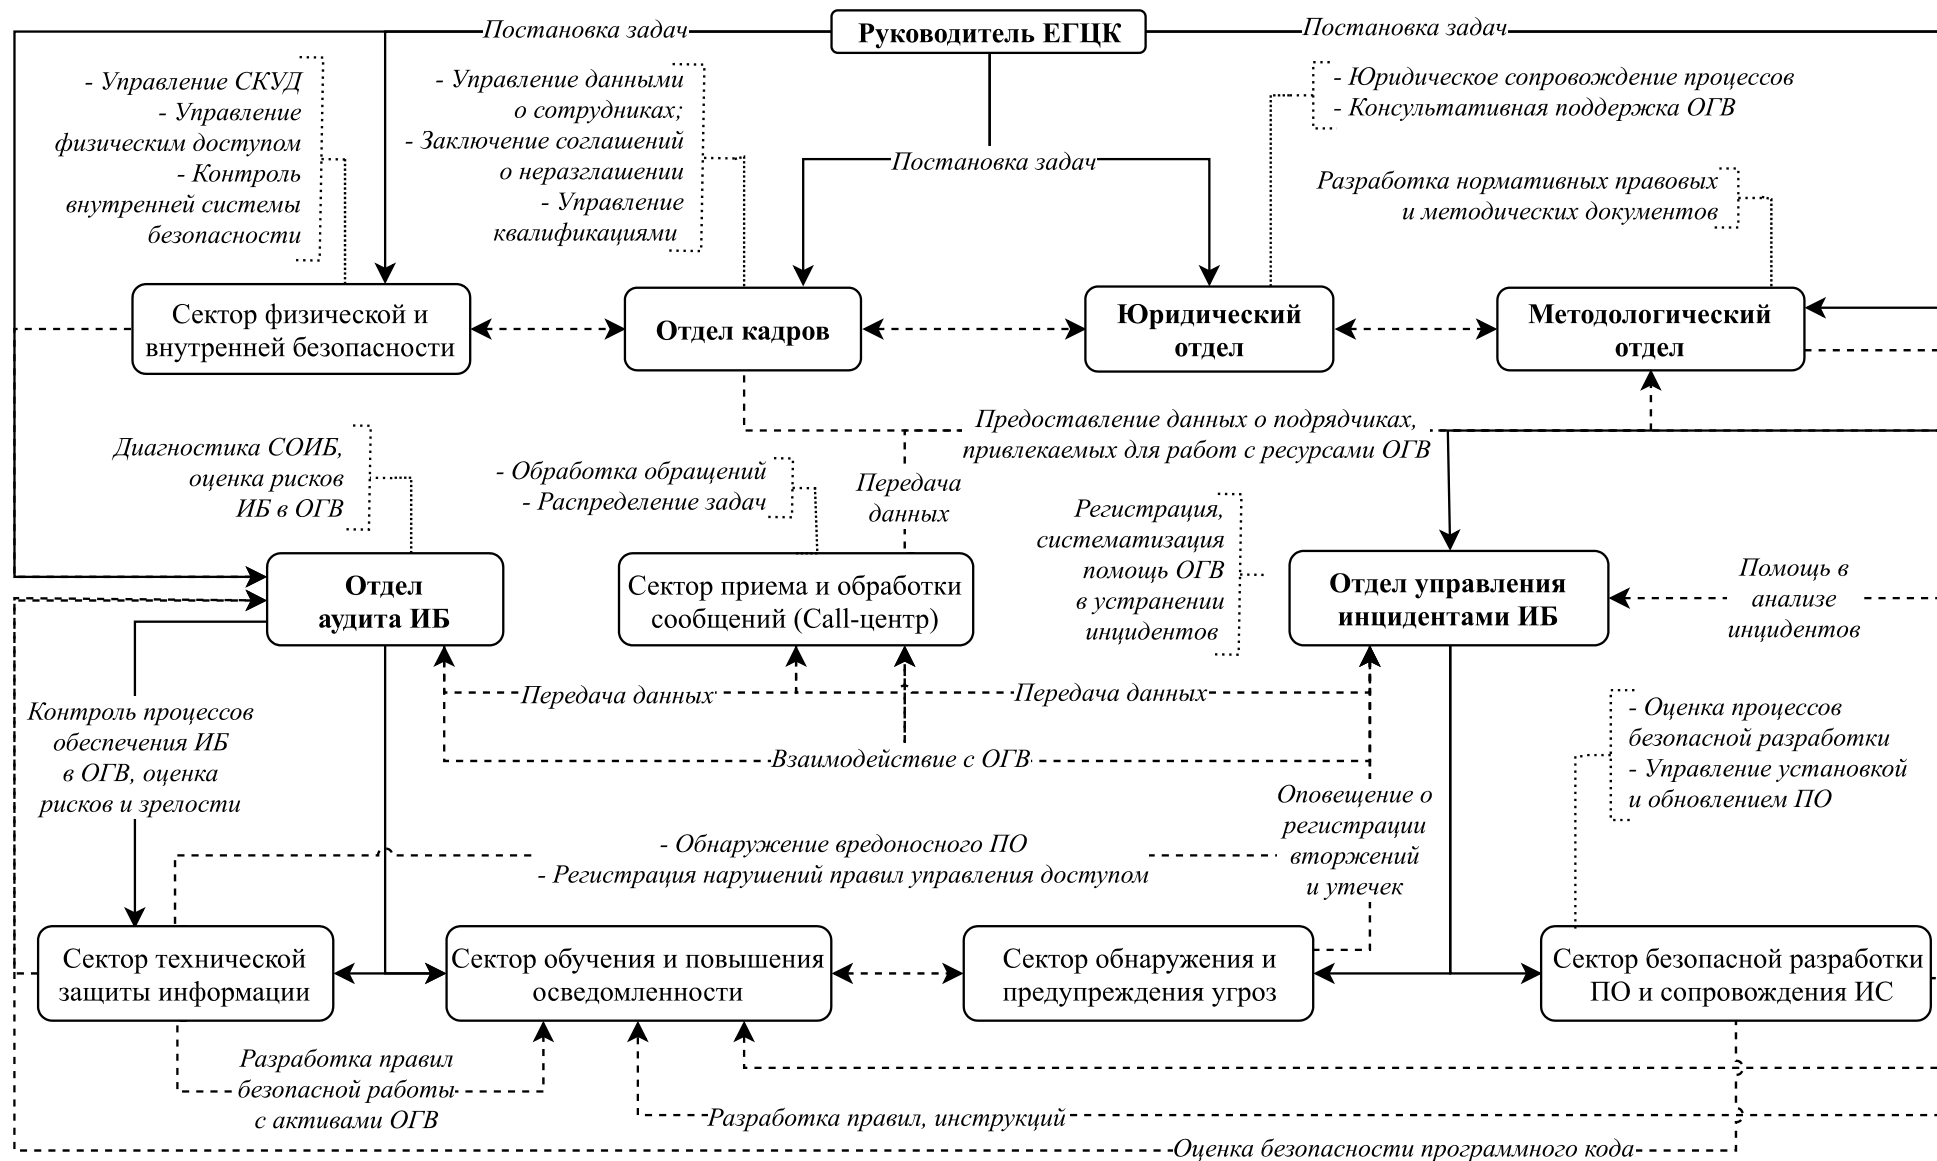 Постановка задач
Руководитель ЕГЦК
Постановка задач
- Управление СКУД
- Управление
физическим доступом
- Контроль
внутренней системы
безопасности
- Управление данными
о сотрудниках;
- Заключение соглашений
о неразглашении
- Управление
квалификациями
Постановка задач
- Юридическое сопровождение процессов
- Консультативная поддержка ОГВ
Разработка нормативных правовых
и методических документов
Сектор физической и
внутренней безопасности
Отдел кадров
Юридический
отдел
Методологический
отдел
Диагностика СОИБ,
оценка рисков
ИБ в ОГВ
- Обработка обращений
- Распределение задач
Предоставление данных о подрядчиках,
привлекаемых для работ с ресурсами ОГВ
Передача
данных
Регистрация,
систематизация
помощь ОГВ
в устранении
инцидентов
Отдел
аудита ИБ
Сектор приема и обработки
сообщений (Call-центр)
Отдел управления
инцидентами ИБ
Помощь в
анализе
инцидентов
Передача данных
Передача данных
Контроль процессов
обеспечения ИБ
в ОГВ, оценка
рисков и зрелости
Взаимодействие с ОГВ
- Оценка процессов
безопасной разработки
- Управление установкой
и обновлением ПО
Оповещение о
регистрации
вторжений
и утечек
- Обнаружение вредоносного ПО
- Регистрация нарушений правил управления доступом
Сектор технической
защиты информации
Сектор обучения и повышения
осведомленности
Сектор обнаружения и
предупреждения угроз
Сектор безопасной разработки
ПО и сопровождения ИС
Разработка правил
безопасной работы
с активами ОГВ
Разработка правил, инструкций
Оценка безопасности программного кода